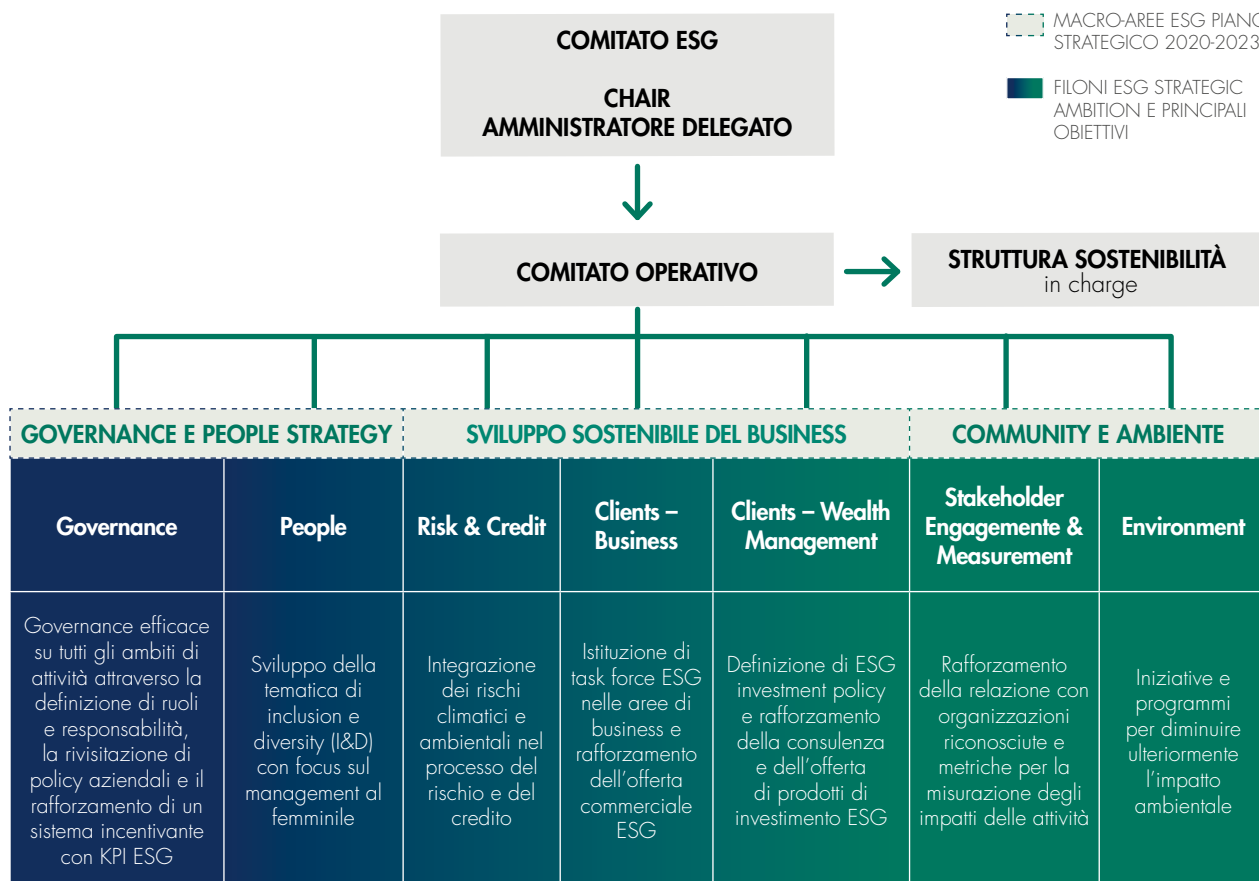 COMITATO ESG
CHAIR
AMMINISTRATORE DELEGATO
MACRO-AREE ESG PIANO
STRATEGICO 2020-2023
FILONI ESG STRATEGIC
AMBITION E PRINCIPALI
OBIETTIVI
COMITATO OPERATIVO
STRUTTURA SOSTENIBILITÀ
in charge
GOVERNANCE E PEOPLE STRATEGY
SVILUPPO SOSTENIBILE DEL BUSINESS
COMMUNITY E AMBIENTE
Governance
People
Risk & Credit
Clients –
Business
Clients – Wealth
Management
Stakeholder
Engagemente &
Measurement
Environment
Governance efficace
su tutti gli ambiti di
attività attraverso la
definizione di ruoli
e responsabilità,
la rivisitazione di
policy aziendali e il
rafforzamento di un
sistema incentivante
con KPI ESG
Sviluppo della
tematica di
inclusion e
diversity (I&D)
con focus sul
management al
femminile
Integrazione
dei rischi
climatici e
ambientali nel
processo del
rischio e del
credito
Istituzione di
task force ESG
nelle aree di
business e
rafforzamento
dell'offerta
commerciale
ESG
Definizione di ESG
investment policy
e rafforzamento
della consulenza
e dell'offerta
di prodotti di
investimento ESG
Rafforzamento
della relazione con
organizzazioni
riconosciute e
metriche per la
misurazione degli
impatti delle attività
Iniziative e
programmi
per diminuire
ulteriormente
l'impatto
ambientale